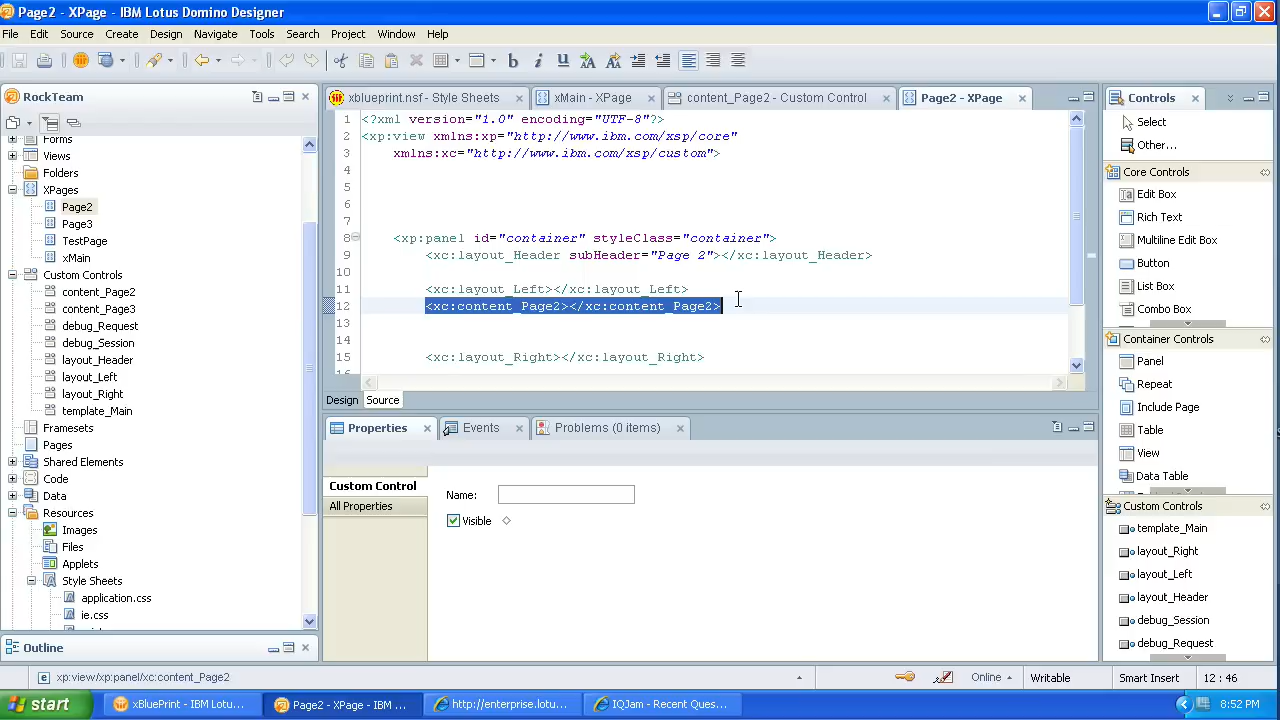 Page2 - XPage - IBM Lotus Domino Designer
File Edit Source Create Design Navigate Tools Search Project Window Help
RockTeam
Forms
Views
Folders
XPages
Page2
Page3
TestPage
xMain
Custom Controls
content_Page2
content_Page3
debug_Request
debug_Session
layout_Header
layout_Left
layout_Right
template_Main
Framesets
Pages
Shared Elements
Code
Data
Resources
Images
Files
Applets
Style Sheets
application.css
ie.css
Outline
xblueprint.nsf - Style Sheets
xMain - XPage
content_Page2 - Custom Control
Page2 - XPage
1 <?xml version="1.0" encoding="UTF-8"?>
2 <xp:view xmlns:xp="http://www.ibm.com/xsp/core"
3 xmlns:xc="http://www.ibm.com/xsp/custom">
4
5
6
7
8 <xp:panel id="container" styleClass="container">
9 <xc:layout_Header subHeader="Page 2"></xc:layout_Header>
10
11 <xc:layout_Left></xc:layout_Left>
12 <xc:content_Page2></xc:content_Page2>
13
14
15 <xc:layout_Right></xc:layout_Right>
Design Source
Properties
Events
Problems (0 items)
Custom Control
All Properties
Name:
Visible
Controls
Select
Other...
Core Controls
Edit Box
Rich Text
Multiline Edit Box
Button
List Box
Combo Box
Container Controls
Panel
Repeat
Include Page
Table
View
Data Table
Custom Controls
template_Main
layout_Right
layout_Left
layout_Header
debug_Session
debug_Request
xp:view/xp:panel/xc:content_Page2
Online
Writable
Smart Insert
12 : 46
start
xBluePrint - IBM Lotu...
Page2 - XPage - IBM ...
http://enterprise.lotu...
IQJam - Recent Ques...
8:52 PM